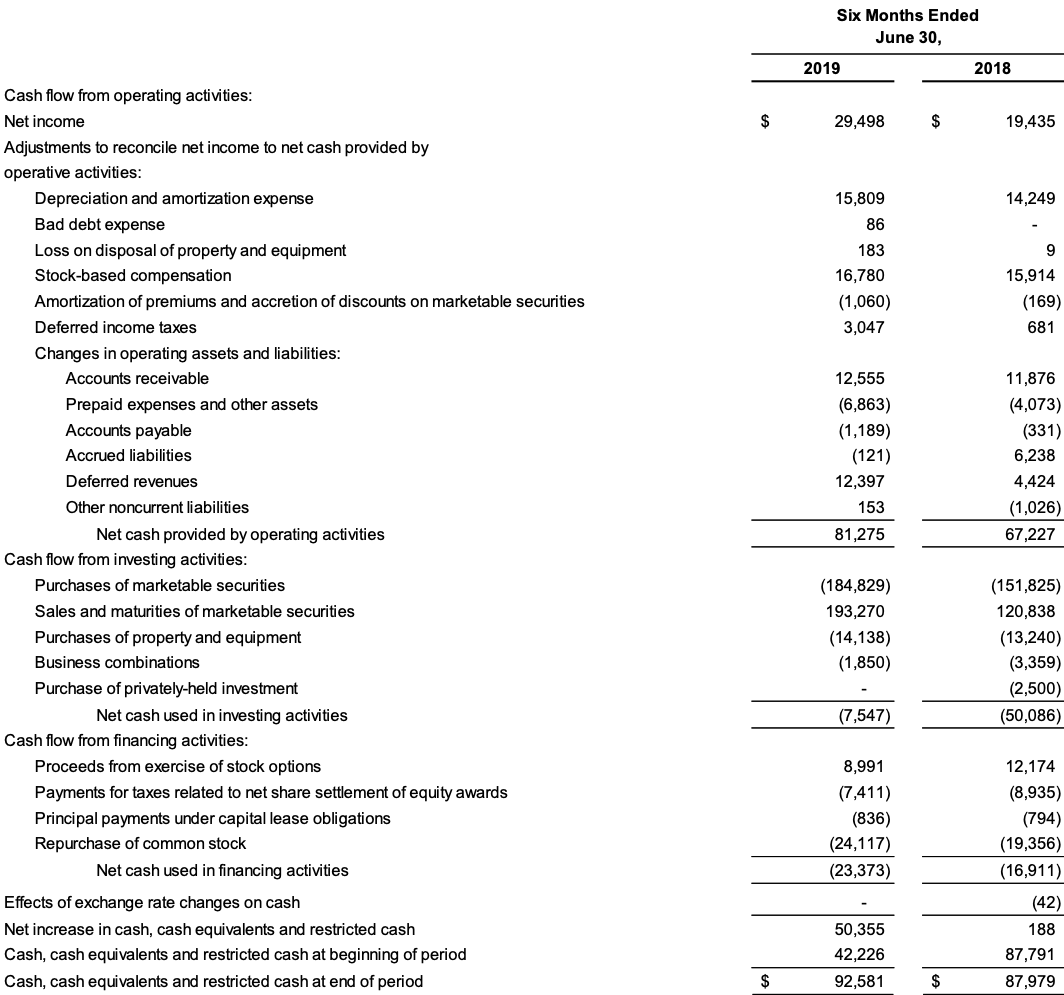 Six Months Ended
June 30,
2019 2018
Cash flow from operating activities:
Net income $ 29,498 $ 19,435
Adjustments to reconcile net income to net cash provided by
operative activities:
Depreciation and amortization expense 15,809 14,249
Bad debt expense 86 -
Loss on disposal of property and equipment 183 9
Stock-based compensation 16,780 15,914
Amortization of premiums and accretion of discounts on marketable securities (1,060) (169)
Deferred income taxes 3,047 681
Changes in operating assets and liabilities:
Accounts receivable 12,555 11,876
Prepaid expenses and other assets (6,863) (4,073)
Accounts payable (1,189) (331)
Accrued liabilities (121) 6,238
Deferred revenues 12,397 4,424
Other noncurrent liabilities 153 (1,026)
Net cash provided by operating activities 81,275 67,227
Cash flow from investing activities:
Purchases of marketable securities (184,829) (151,825)
Sales and maturities of marketable securities 193,270 120,838
Purchases of property and equipment (14,138) (13,240)
Business combinations (1,850) (3,359)
Purchase of privately-held investment - (2,500)
Net cash used in investing activities (7,547) (50,086)
Cash flow from financing activities:
Proceeds from exercise of stock options 8,991 12,174
Payments for taxes related to net share settlement of equity awards (7,411) (8,935)
Principal payments under capital lease obligations (836) (794)
Repurchase of common stock (24,117) (19,356)
Net cash used in financing activities (23,373) (16,911)
Effects of exchange rate changes on cash - (42)
Net increase in cash, cash equivalents and restricted cash 50,355 188
Cash, cash equivalents and restricted cash at beginning of period 42,226 87,791
Cash, cash equivalents and restricted cash at end of period $ 92,581 $ 87,979